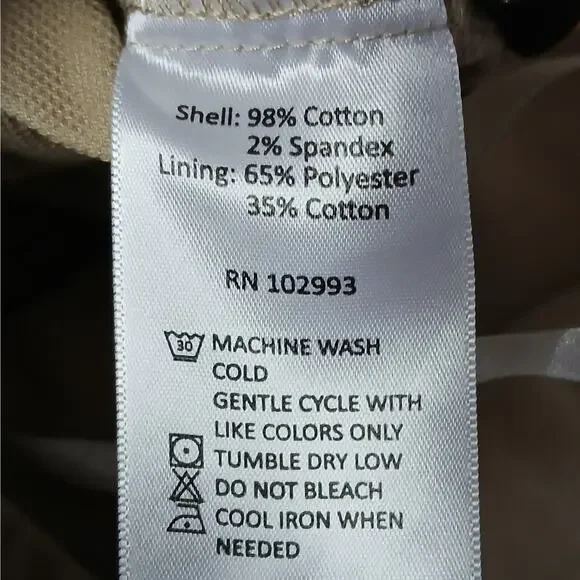 Shell: 98% Cotton
2% Spandex
Lining: 65% Polyester
35% Cotton
RN 102993
30 MACHINE WASH
COLD
GENTLE CYCLE WITH
LIKE COLORS ONLY
TUMBLE DRY LOW
DO NOT BLEACH
COOL IRON WHEN
NEEDED